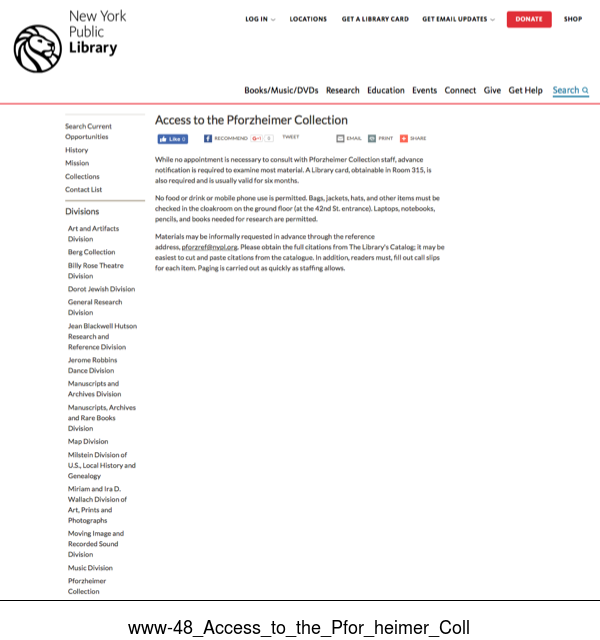 New York
Public
Library
LOG IN
LOCATIONS
GET A LIBRARY CARD
GET EMAIL UPDATES
DONATE
SHOP
Books/Music/DVDs Research Education Events Connect Give Get Help Search
Search Current
Opportunities
History
Mission
Collections
Contact List
Divisions
Art and Artifacts
Division
Berg Collection
Billy Rose Theatre
Division
Dorot Jewish Division
General Research
Division
Jean Blackwell Hutson
Research and
Reference Division
Jerome Robbins
Dance Division
Manuscripts and
Archives Division
Manuscripts, Archives
and Rare Books
Division
Map Division
Milstein Division of
U.S., Local History and
Genealogy
Miriam and Ira D.
Wallach Division of
Art, Prints and
Photographs
Moving Image and
Recorded Sound
Division
Music Division
Pforzheimer
Collection
Access to the Pforzheimer Collection
Like 0
RECOMMEND
TWEET
EMAIL
PRINT
SHARE
While no appointment is necessary to consult with Pforzheimer Collection staff, advance
notification is required to examine most material. A Library card, obtainable in Room 315, is
also required and is usually valid for six months.
No food or drink or mobile phone use is permitted. Bags, jackets, hats, and other items must be
checked in the cloakroom on the ground floor (at the 42nd St. entrance). Laptops, notebooks,
pencils, and books needed for research are permitted.
Materials may be informally requested in advance through the reference
address, pforzref@nypl.org. Please obtain the full citations from The Library's Catalog; it may be
easiest to cut and paste citations from the catalogue. In addition, readers must, fill out call slips
for each item. Paging is carried out as quickly as staffing allows.
www-48_Access_to_the_Pfor_heimer_Coll